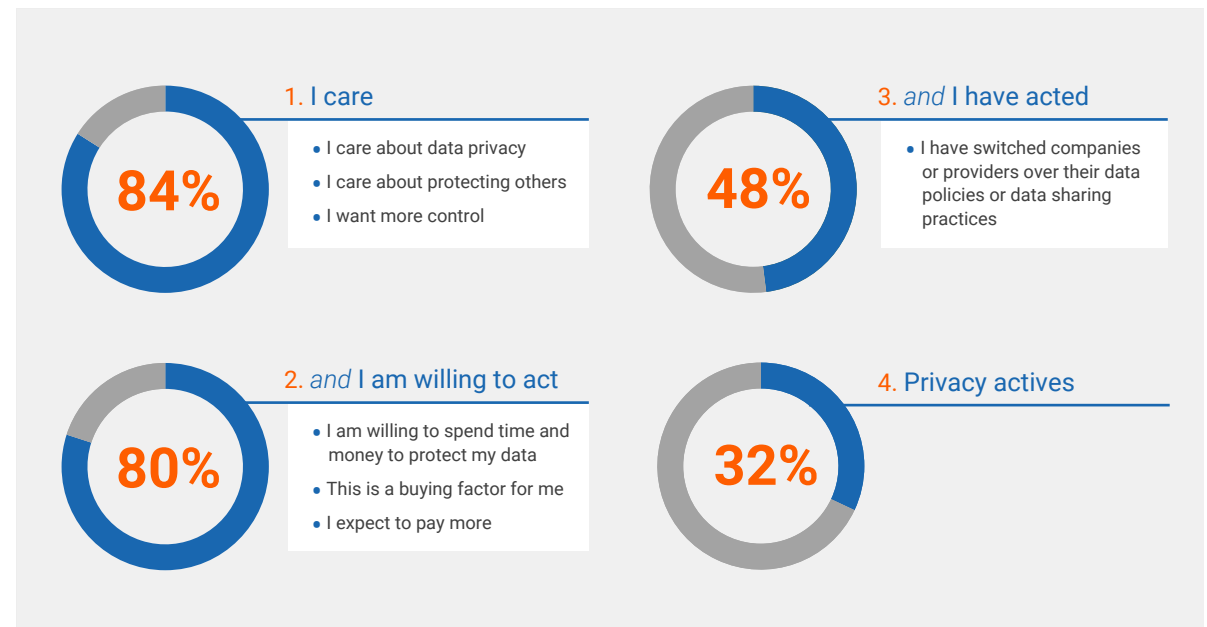 84%
1. I care
• I care about data privacy
• I care about protecting others
• I want more control
80%
2. and I am willing to act
• I am willing to spend time and
money to protect my data
• This is a buying factor for me
• I expect to pay more
48%
3. and I have acted
• I have switched companies
or providers over their data
policies or data sharing
practices
32%
4. Privacy actives